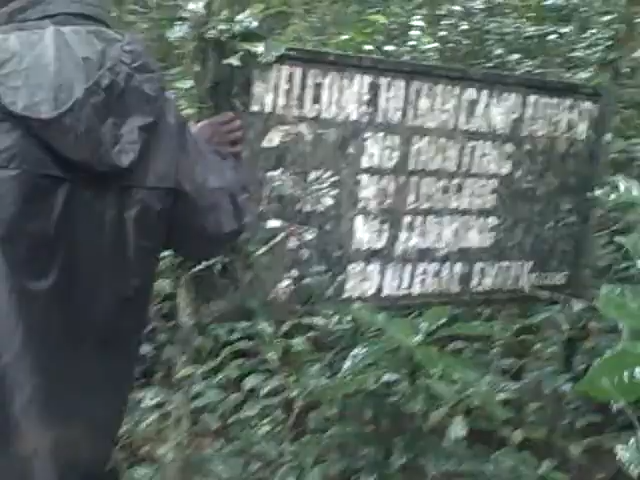 WELCOME TO CAMP
NO HUNTING
NO LOGGING
NO FARMING
NO ILLEGAL ENTRY